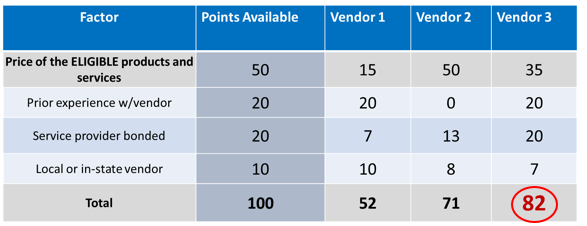 Factor Points Available Vendor 1 Vendor 2 Vendor 3
Price of the ELIGIBLE products and
services 50 15 50 35
Prior experience w/vendor 20 20 0 20
Service provider bonded 20 7 13 20
Local or in-state vendor 10 10 8 7
Total 100 52 71 82